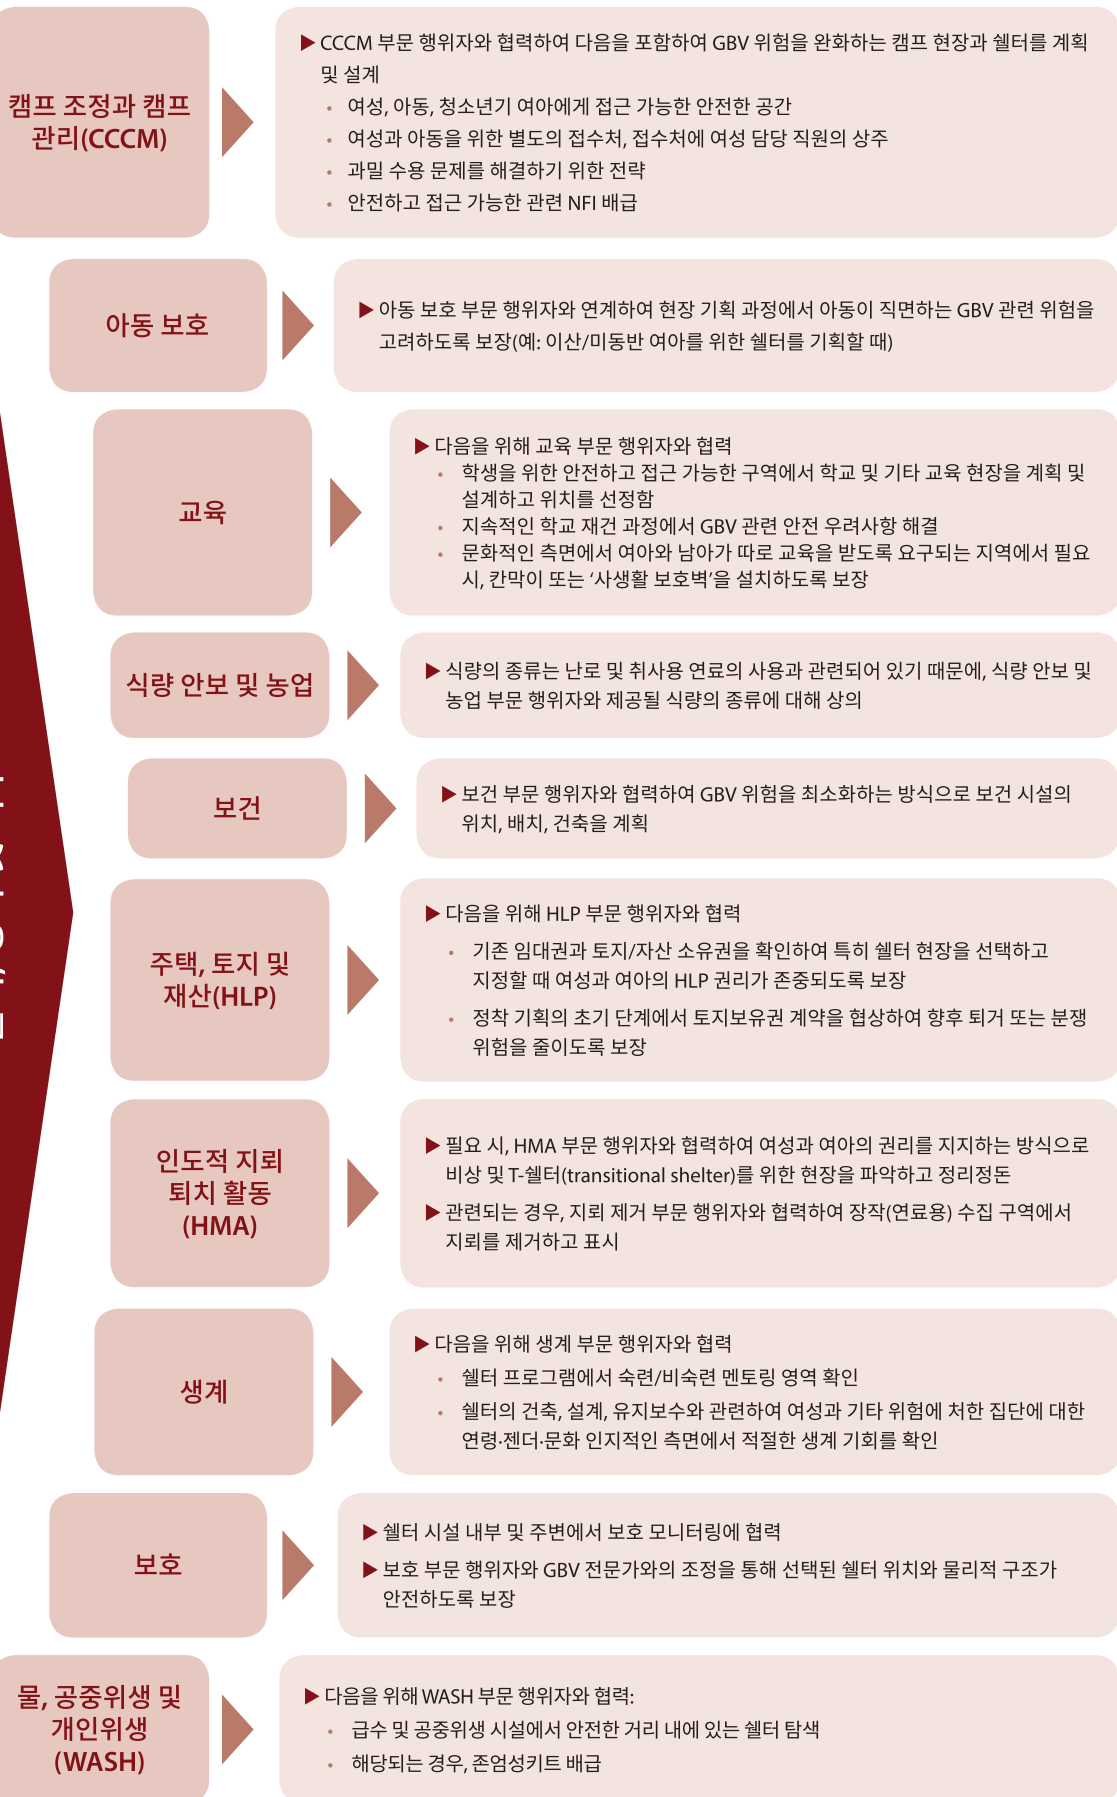 캠프 조정과 캠프
관리(CCCM)
▶ CCCM 부문 행위자와 협력하여 다음을 포함하여 GBV 위험을 완화하는 캠프 현장과 쉘터를 계획
및 설계
• 여성, 아동, 청소년기 여아에게 접근 가능한 안전한 공간
• 여성과 아동을 위한 별도의 접수처, 접수처에 여성 담당 직원의 상주
• 과밀 수용 문제를 해결하기 위한 전략
• 안전하고 접근 가능한 관련 NFI 배급
아동 보호
▶ 아동 보호 부문 행위자와 연계하여 현장 기획 과정에서 아동이 직면하는 GBV 관련 위험을
고려하도록 보장(예: 이산/미동반 여아를 위한 쉘터를 기획할 때)
교육
▶ 다음을 위해 교육 부문 행위자와 협력
• 학생을 위한 안전하고 접근 가능한 구역에서 학교 및 기타 교육 현장을 계획 및
설계하고 위치를 선정함
• 지속적인 학교 재건 과정에서 GBV 관련 안전 우려사항 해결
• 문화적인 측면에서 여아와 남아가 따로 교육을 받도록 요구되는 지역에서 필요
시, 칸막이 또는 ‘사생활 보호벽’을 설치하도록 보장
식량 안보 및 농업
▶ 식량의 종류는 난로 및 취사용 연료의 사용과 관련되어 있기 때문에, 식량 안보 및
농업 부문 행위자와 제공될 식량의 종류에 대해 상의
보건
▶ 보건 부문 행위자와 협력하여 GBV 위험을 최소화하는 방식으로 보건 시설의
위치, 배치, 건축을 계획
주택, 토지 및
재산(HLP)
▶ 다음을 위해 HLP 부문 행위자와 협력
• 기존 임대권과 토지/자산 소유권을 확인하여 특히 쉘터 현장을 선택하고
지정할 때 여성과 여아의 HLP 권리가 존중되도록 보장
• 정착 기획의 초기 단계에서 토지보유권 계약을 협상하여 향후 퇴거 또는 분쟁
위험을 줄이도록 보장
인도적 지뢰
퇴치 활동
(HMA)
▶ 필요 시, HMA 부문 행위자와 협력하여 여성과 여아의 권리를 지지하는 방식으로
비상 및 T-쉘터(transitional shelter)를 위한 현장을 파악하고 정리정돈
▶ 관련되는 경우, 지뢰 제거 부문 행위자와 협력하여 장작(연료용) 수집 구역에서
지뢰를 제거하고 표시
생계
▶ 다음을 위해 생계 부문 행위자와 협력
• 쉘터 프로그램에서 숙련/비숙련 멘토링 영역 확인
• 쉘터의 건축, 설계, 유지보수와 관련하여 여성과 기타 위험에 처한 집단에 대한
연령·젠더·문화 인지적인 측면에서 적절한 생계 기회를 확인
보호
▶ 쉘터 시설 내부 및 주변에서 보호 모니터링에 협력
▶ 보호 부문 행위자와 GBV 전문가와의 조정을 통해 선택된 쉘터 위치와 물리적 구조가
안전하도록 보장
물, 공중위생 및
개인위생
(WASH)
▶ 다음을 위해 WASH 부문 행위자와 협력:
• 급수 및 공중위생 시설에서 안전한 거리 내에 있는 쉘터 탐색
• 해당되는 경우, 존엄성키트 배급